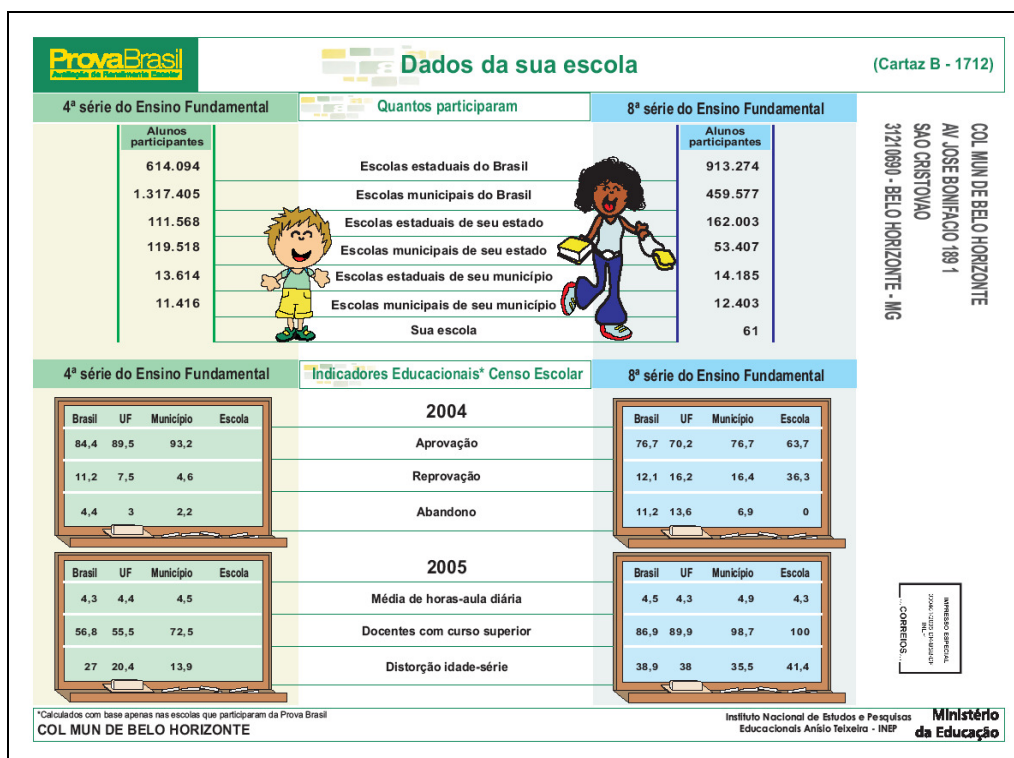 ProvaBrasil
Avaliação do Rendimento Escolar
Dados da sua escola
(Cartaz B - 1712)
4ª série do Ensino Fundamental
Quantos participam
8ª série do Ensino Fundamental
Alunos participantes
Alunos participantes
614.094 Escolas estaduais do Brasil 913.274
1.317.405 Escolas municipais do Brasil 459.577
111.568 Escolas estaduais de seu estado 162.003
119.518 Escolas municipais de seu estado 53.407
13.614 Escolas estaduais de seu município 14.185
11.416 Escolas municipais de seu município 12.403
Sua escola 61
COL MUN DE BELO HORIZONTE
AV JOSE BONIFACIO 189 1
SAO CRISTOVAO
31210690 - BELO HORIZONTE - MG
4ª série do Ensino Fundamental
Indicadores Educacionais* Censo Escolar
8ª série do Ensino Fundamental
2004
Brasil UF Município Escola Brasil UF Município Escola
84,4 89,5 93,2 Aprovação 76,7 70,2 76,7 63,7
11,2 7,5 4,6 Reprovação 12,1 16,2 16,4 36,3
4,4 3 2,2 Abandono 11,2 13,6 6,9 0
2005
Brasil UF Município Escola Brasil UF Município Escola
4,3 4,4 4,5 Média de horas-aula diária 4,5 4,3 4,9 4,3
56,8 55,5 72,5 Docentes com curso superior 86,9 89,9 98,7 100
27 20,4 13,9 Distorção idade-série 38,9 38 35,5 41,4
IMPRESSO ESPECIAL
...CORREIOS...
*Calculados com base apenas nas escolas que participaram da Prova Brasil
COL MUN DE BELO HORIZONTE
Instituto Nacional de Estudos e Pesquisas
Educacionais Anísio Teixeira - INEP
Ministério
da Educação